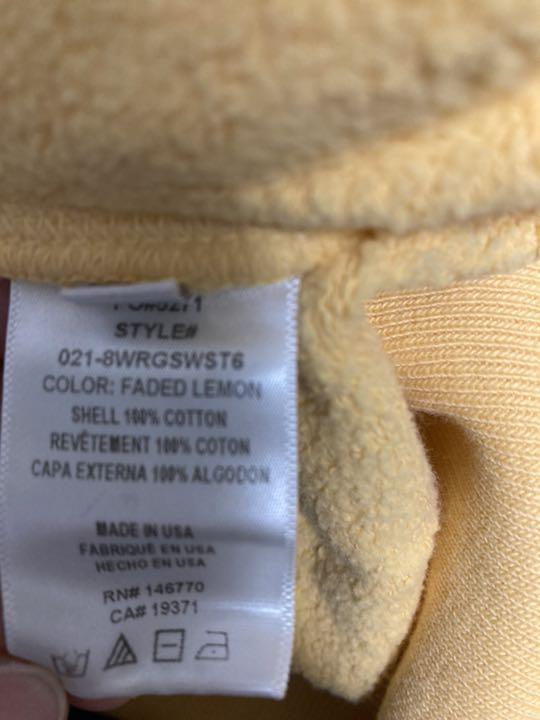 STYLE#
021-8WRGSWST6
COLOR: FADED LEMON
SHELL 100% COTTON
REVÊTEMENT 100% COTON
CAPA EXTERNA 100% ALGODON
MADE IN USA
FABRIQUÉ EN USA
HECHO EN USA
RN# 146770
CA# 19371